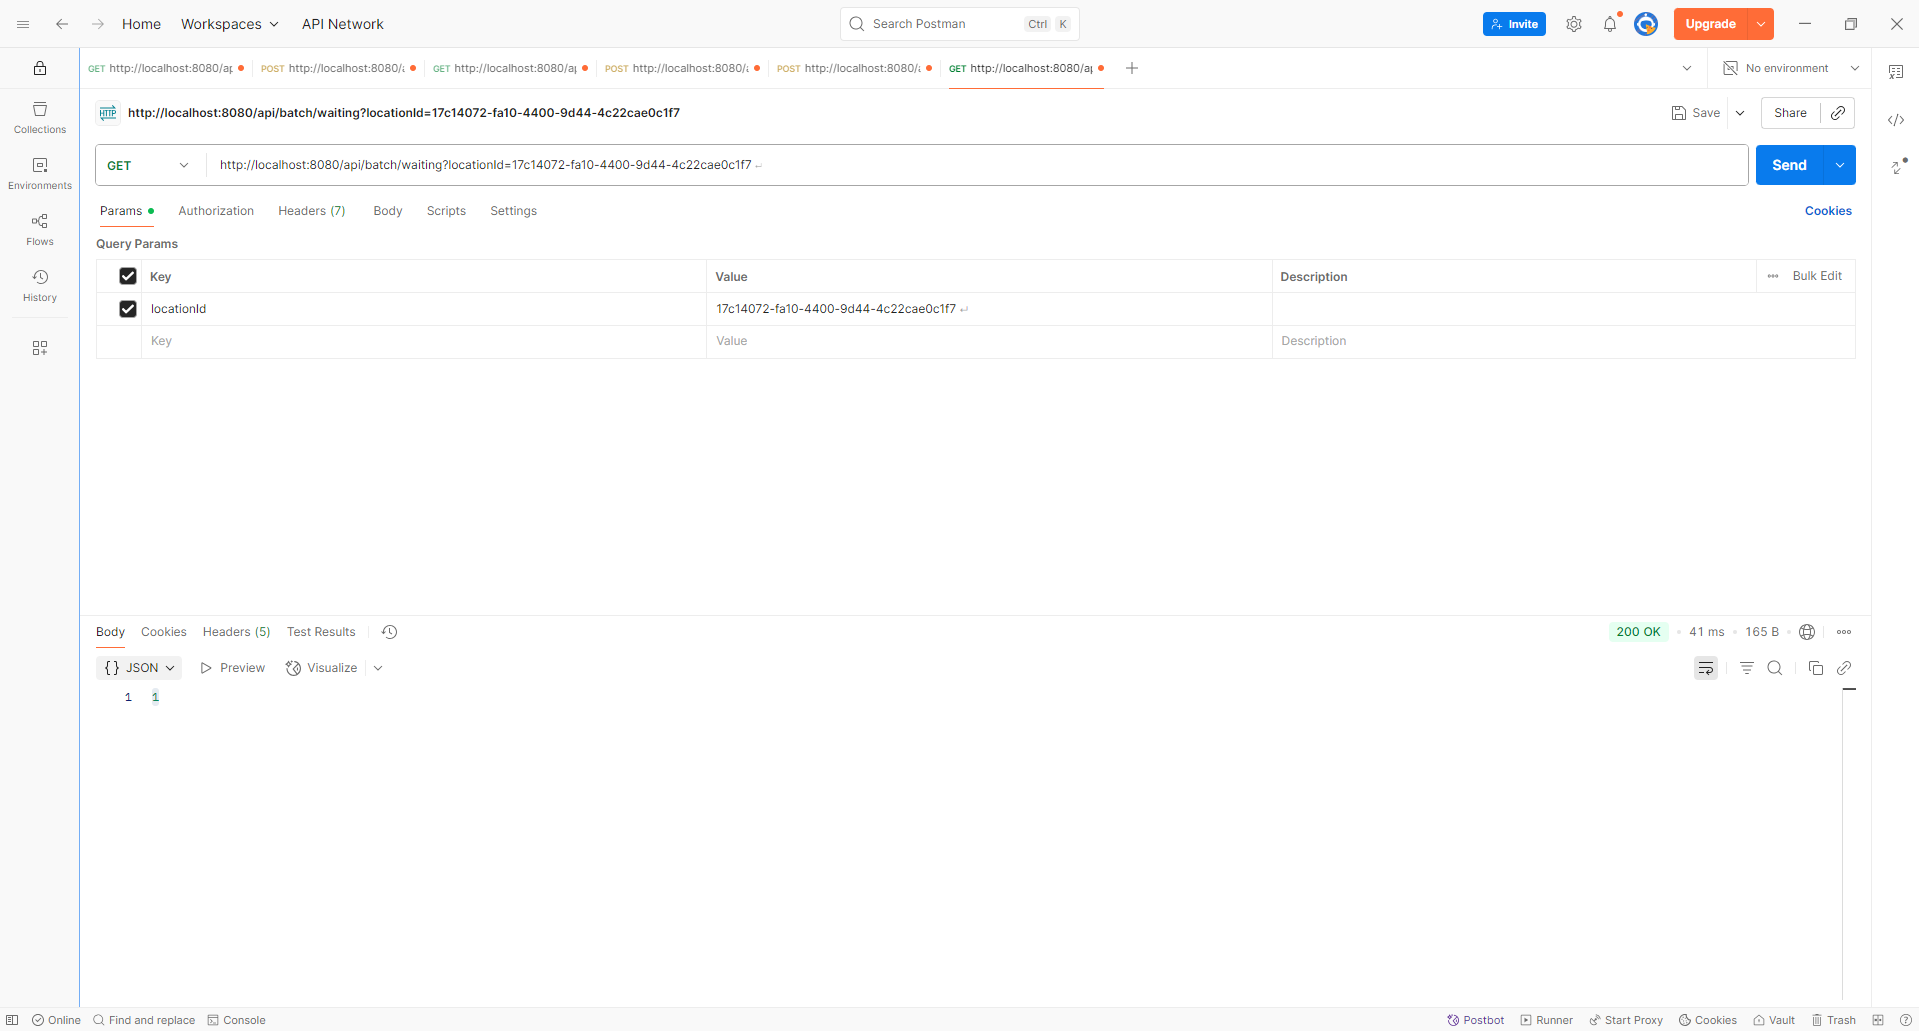 Home Workspaces API Network Search Postman Ctrl K Invite Upgrade
GET http://localhost:8080/ap POST http://localhost:8080/a GET http://localhost:8080/ap POST http://localhost:8080/a POST http://localhost:8080/a GET http://localhost:8080/ap No environment
HTTP http://localhost:8080/api/batch/waiting?locationId=17c14072-fa10-4400-9d44-4c22cae0c1f7 Save Share
GET http://localhost:8080/api/batch/waiting?locationId=17c14072-fa10-4400-9d44-4c22cae0c1f7 Send
Params Authorization Headers (7) Body Scripts Settings Cookies
Query Params
Key Value Description Bulk Edit
locationId 17c14072-fa10-4400-9d44-4c22cae0c1f7
Key Value Description
Collections
Environments
Flows
History
Body Cookies Headers (5) Test Results 200 OK 41 ms 165 B
{} JSON Preview Visualize
1 1
Online Find and replace Console Postbot Runner Start Proxy Cookies Vault Trash